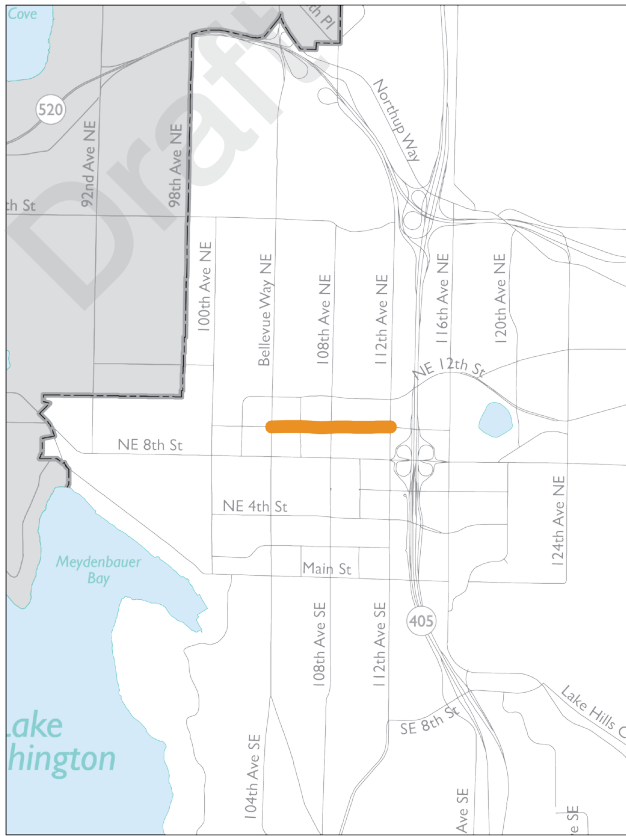 Cove
th Pl
Draft
520
Northup Way
92nd Ave NE
98th Ave NE
th St
100th Ave NE
Bellevue Way NE
108th Ave NE
112th Ave NE
116th Ave NE
120th Ave NE
NE 12th St
NE 8th St
NE 4th St
124th Ave NE
Meydenbauer
Bay
Main St
108th Ave SE
112th Ave SE
405
Lake Hills C
SE 8th St
ake
hington
104th Ave SE
Ave SE
e SE